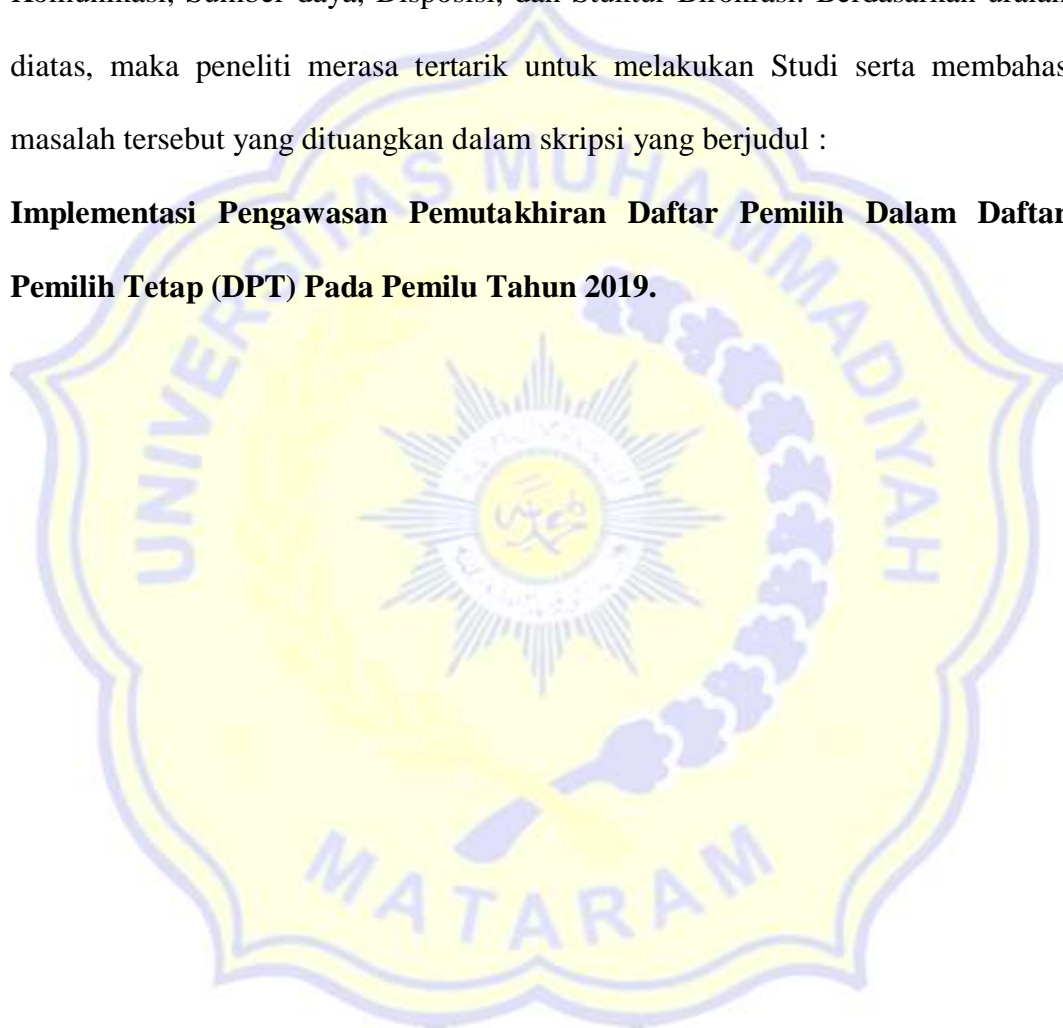 Komunikasi, Sumber daya, Disposisi, dan Stuktur Birokrasi. Berdasarkan uraian
diatas, maka peneliti merasa tertarik untuk melakukan Studi serta membahas
masalah tersebut yang dituangkan dalam skripsi yang berjudul :
Implementasi Pengawasan Pemutakhiran Daftar Pemilih Dalam Daftar
Pemilih Tetap (DPT) Pada Pemilu Tahun 2019.
UNIVERSITAS MUHAMMADIYAH
MATARAM